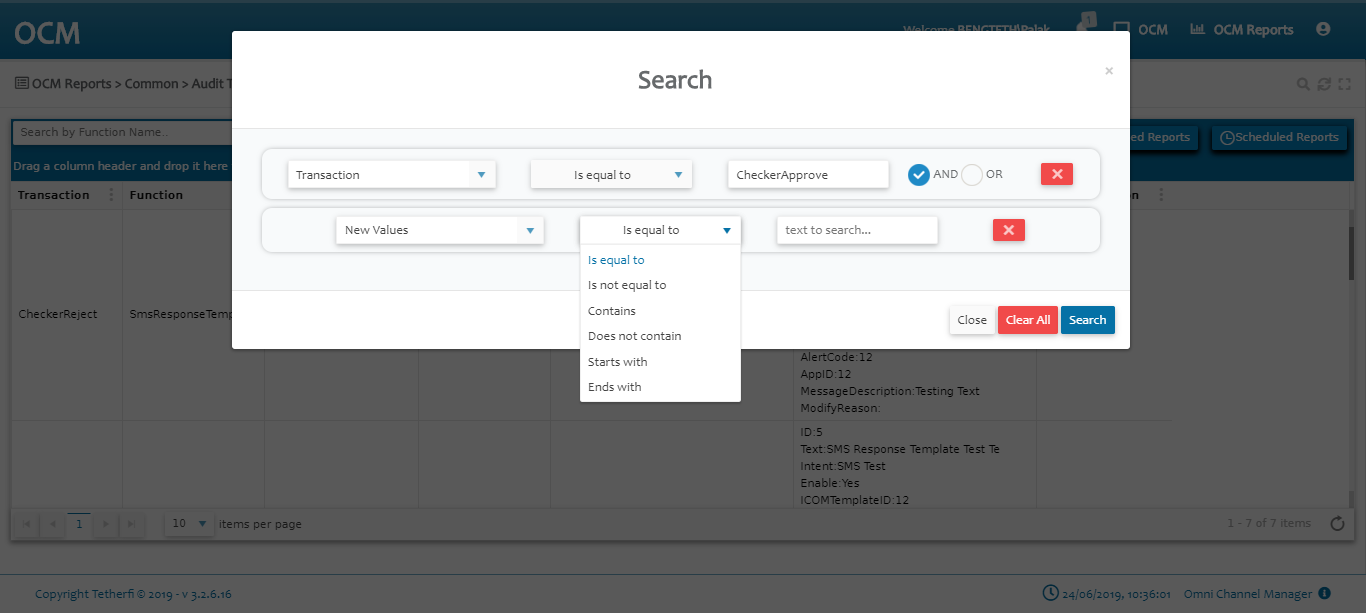 OCM
Welcome BENGTETH\Palak
1
OCM
OCM Reports
OCM Reports > Common > Audit T
Search
×
Search by Function Name..
ed Reports
Scheduled Reports
Drag a column header and drop it here
Transaction
Function
on
Transaction
Is equal to
CheckerApprove
AND
OR
New Values
Is equal to
text to search...
Is equal to
Is not equal to
Contains
Does not contain
Starts with
Ends with
Close
Clear All
Search
CheckerReject
SmsResponseTemp
AlertCode:12
AppID:12
MessageDescription:Testing Text
ModifyReason:
ID:5
Text:SMS Response Template Test Te
Intent:SMS Test
Enable:Yes
ICOMTemplateID:12
1
10
items per page
1 - 7 of 7 items
Copyright Tetherfi © 2019 - v 3.2.6.16
24/06/2019, 10:36:01
Omni Channel Manager